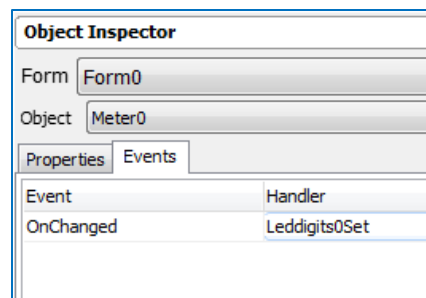 Object Inspector
Form Form0
Object Meter0
Properties Events
Event Handler
OnChanged Leddigits0Set